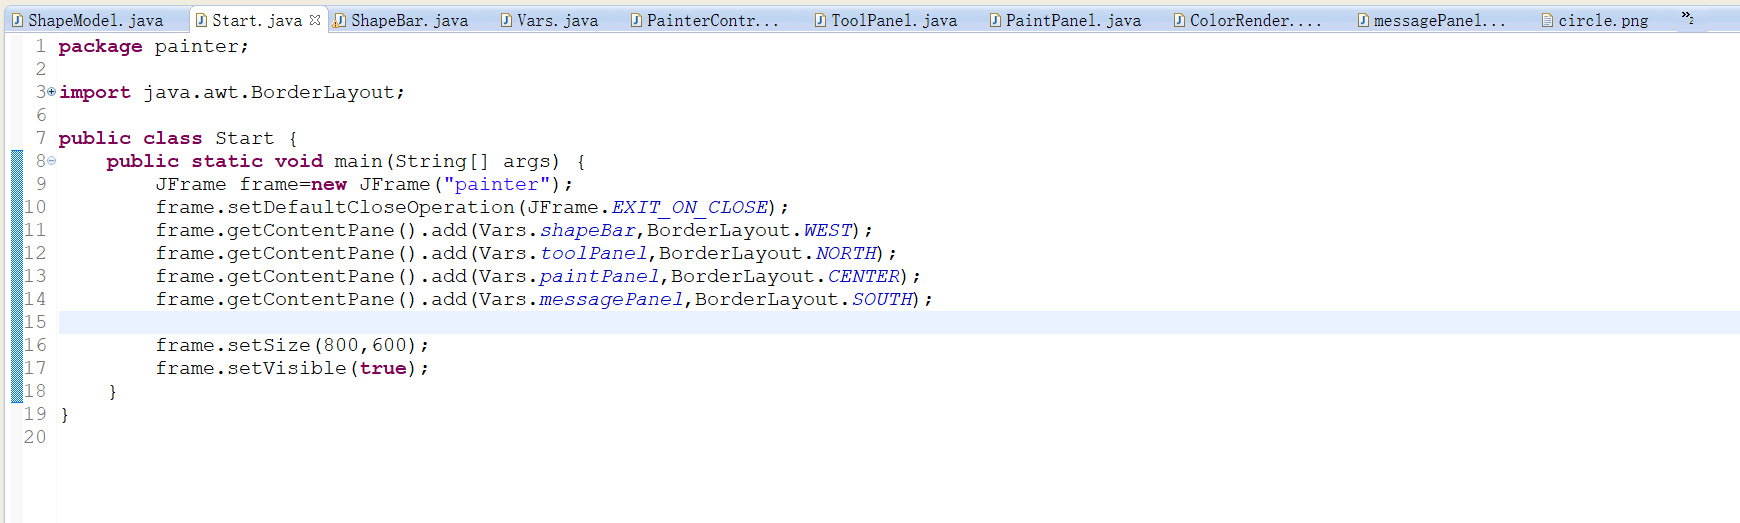 ShapeModel.java Start.java ShapeBar.java Vars.java PainterContr... ToolPanel.java PaintPanel.java ColorRender.... messagePanel... circle.png »2
1 package painter;
2
3 import java.awt.BorderLayout;
6
7 public class Start {
8 public static void main(String[] args) {
9 JFrame frame=new JFrame("painter");
10 frame.setDefaultCloseOperation(JFrame.EXIT_ON_CLOSE);
11 frame.getContentPane().add(Vars.shapeBar,BorderLayout.WEST);
12 frame.getContentPane().add(Vars.toolPanel,BorderLayout.NORTH);
13 frame.getContentPane().add(Vars.paintPanel,BorderLayout.CENTER);
14 frame.getContentPane().add(Vars.messagePanel,BorderLayout.SOUTH);
15
16 frame.setSize(800,600);
17 frame.setVisible(true);
18 }
19 }
20